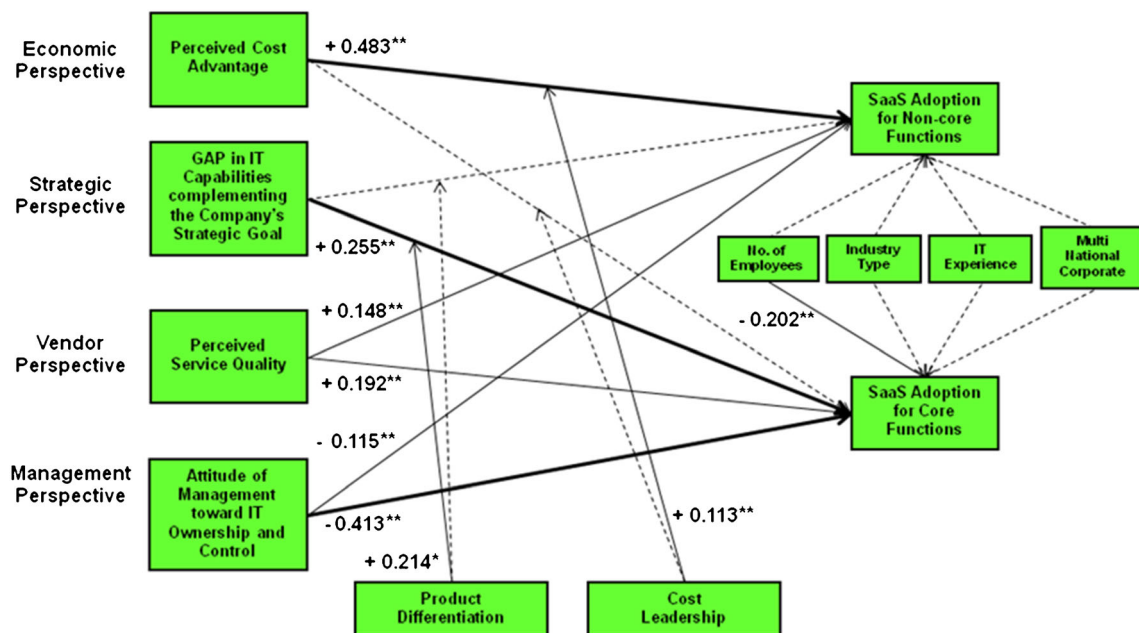 Economic
Perspective
Perceived Cost
Advantage
+ 0.483**
SaaS Adoption
for Non-core
Functions
Strategic
Perspective
GAP in IT
Capabilities
complementing
the Company's
Strategic Goal
+ 0.255**
No. of
Employees
Industry
Type
IT
Experience
Multi
National
Corporate
- 0.202**
Vendor
Perspective
Perceived
Service Quality
+ 0.148**
+ 0.192**
SaaS Adoption
for Core
Functions
Management
Perspective
Attitude of
Management
toward IT
Ownership and
Control
- 0.115**
- 0.413**
+ 0.214*
+ 0.113**
Product
Differentiation
Cost
Leadership